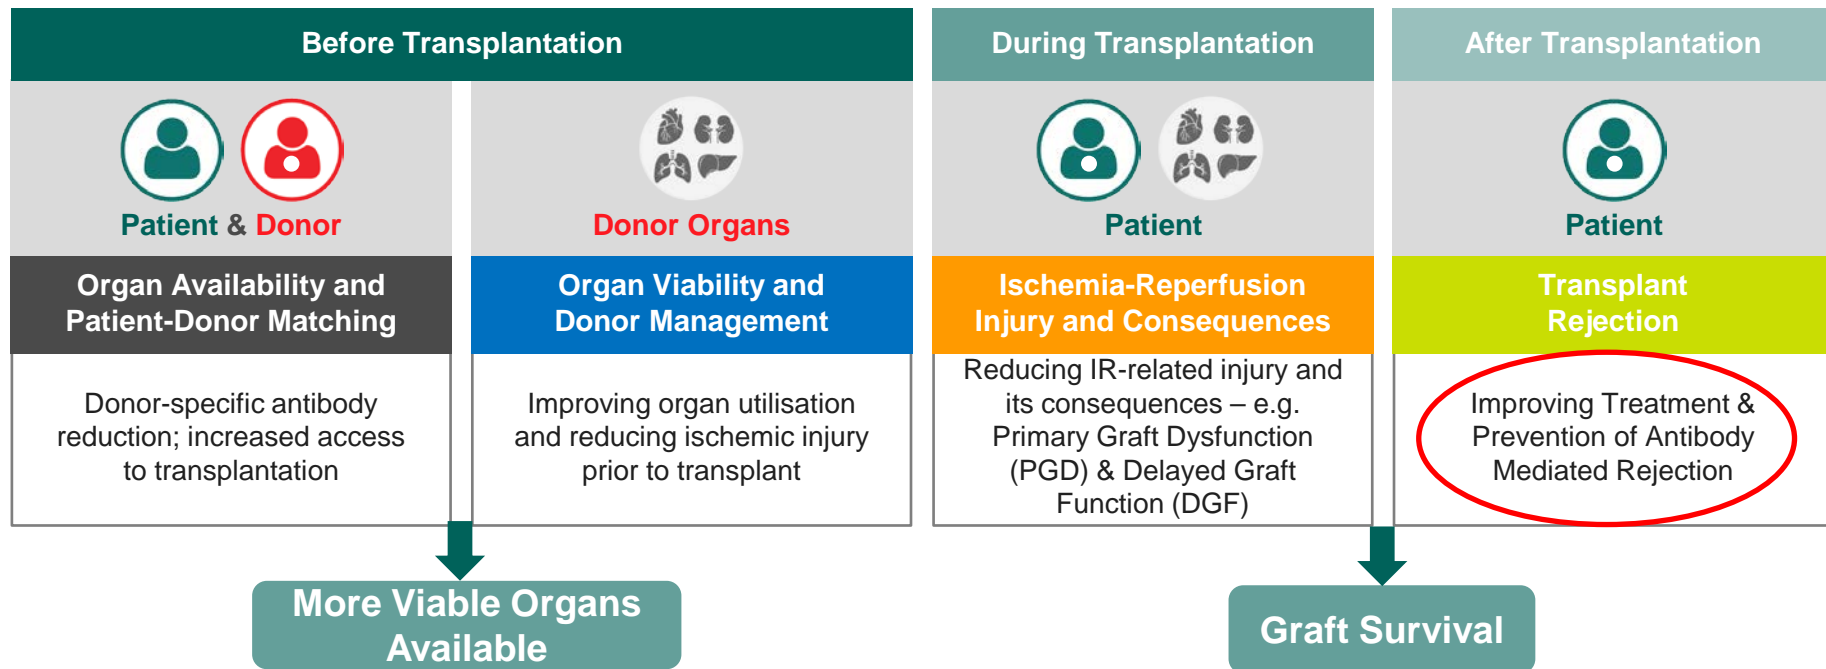 Before Transplantation
During Transplantation
After Transplantation
Patient & Donor
Donor Organs
Patient
Patient
Organ Availability and
Patient-Donor Matching
Organ Viability and
Donor Management
Ischemia-Reperfusion
Injury and Consequences
Transplant
Rejection
Donor-specific antibody
reduction; increased access
to transplantation
Improving organ utilisation
and reducing ischemic injury
prior to transplant
Reducing IR-related injury and
its consequences – e.g.
Primary Graft Dysfunction
(PGD) & Delayed Graft
Function (DGF)
Improving Treatment &
Prevention of Antibody
Mediated Rejection
More Viable Organs
Available
Graft Survival